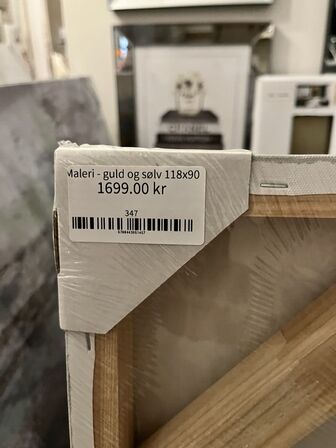 Maleri - guld og sølv 118x90
1699.00 kr
347